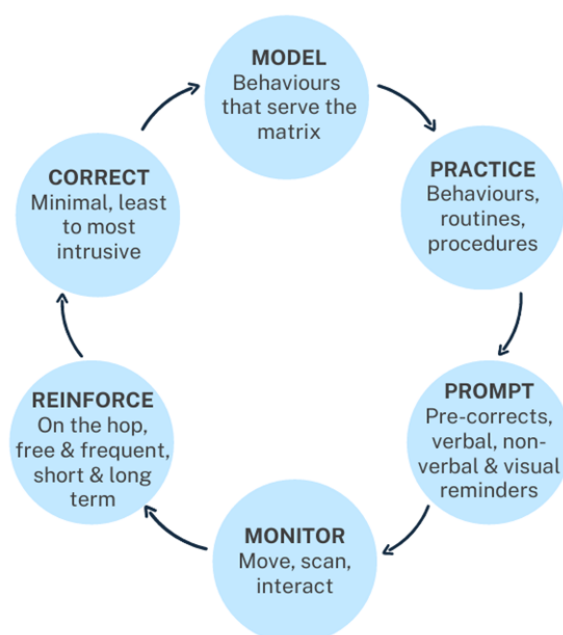 MODEL
Behaviours
that serve the
matrix
PRACTICE
Behaviours,
routines,
procedures
PROMPT
Pre-corrects,
verbal, non-
verbal & visual
reminders
MONITOR
Move, scan,
interact
REINFORCE
On the hop,
free & frequent,
short & long
term
CORRECT
Minimal, least
to most
intrusive